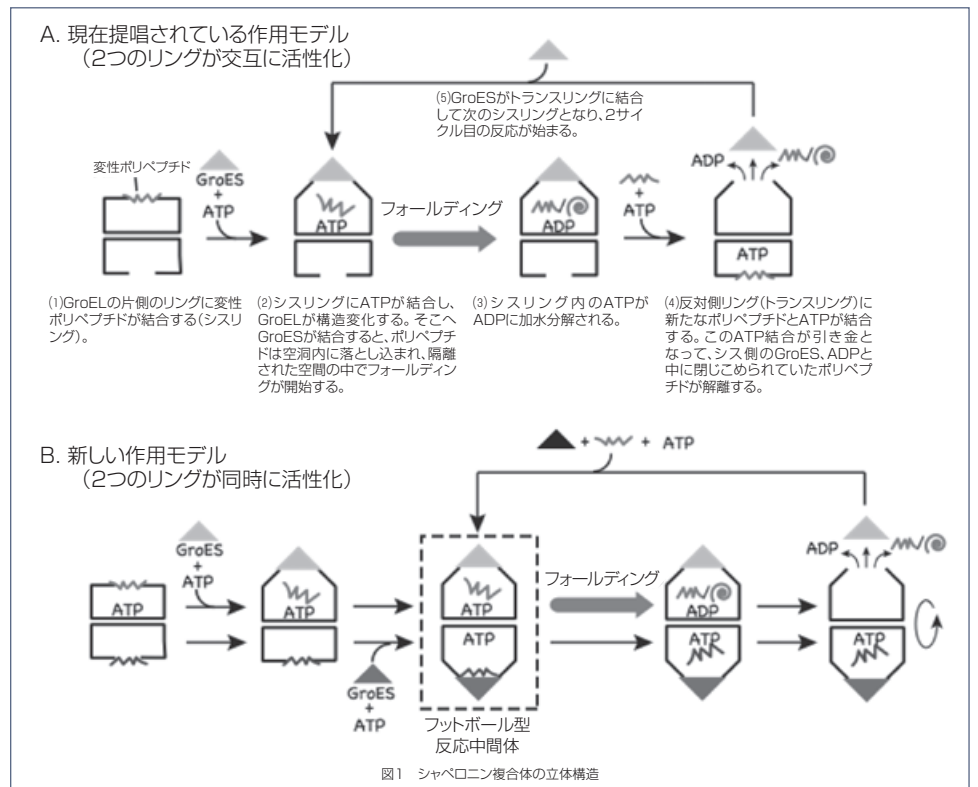 A. 現在提唱されている作用モデル
（2つのリングが交互に活性化）
⑸GroESがトランスリングに結合
して次のシスリングとなり、2サイ
クル目の反応が始まる。
変性ポリペプチド
GroES
+
ATP
ATP
フォールディング
ADP
+
ATP
ADP
ATP
⑴GroELの片側のリングに変性
ポリペプチドが結合する（シスリ
ング）。
⑵シスリングにATPが結合し、
GroELが構造変化する。そこへ
GroESが結合すると、ポリペプチ
ドは空洞内に落とし込まれ、隔離
された空間の中でフォールディン
グが開始する。
⑶シスリング内のATPが
ADPに加水分解される。
⑷反対側リング（トランスリング）に
新たなポリペプチドとATPが結合
する。このATP結合が引き金と
なって、シス側のGroES、ADPと
中に閉じこめられていたポリペプ
チドが解離する。
B. 新しい作用モデル
（2つのリングが同時に活性化）
+ + ATP
ATP
GroES
+
ATP
ATP
GroES
+
ATP
ATP
ATP
フットボール型
反応中間体
フォールディング
ADP
ATP
ADP
ATP
図1 シャペロニン複合体の立体構造